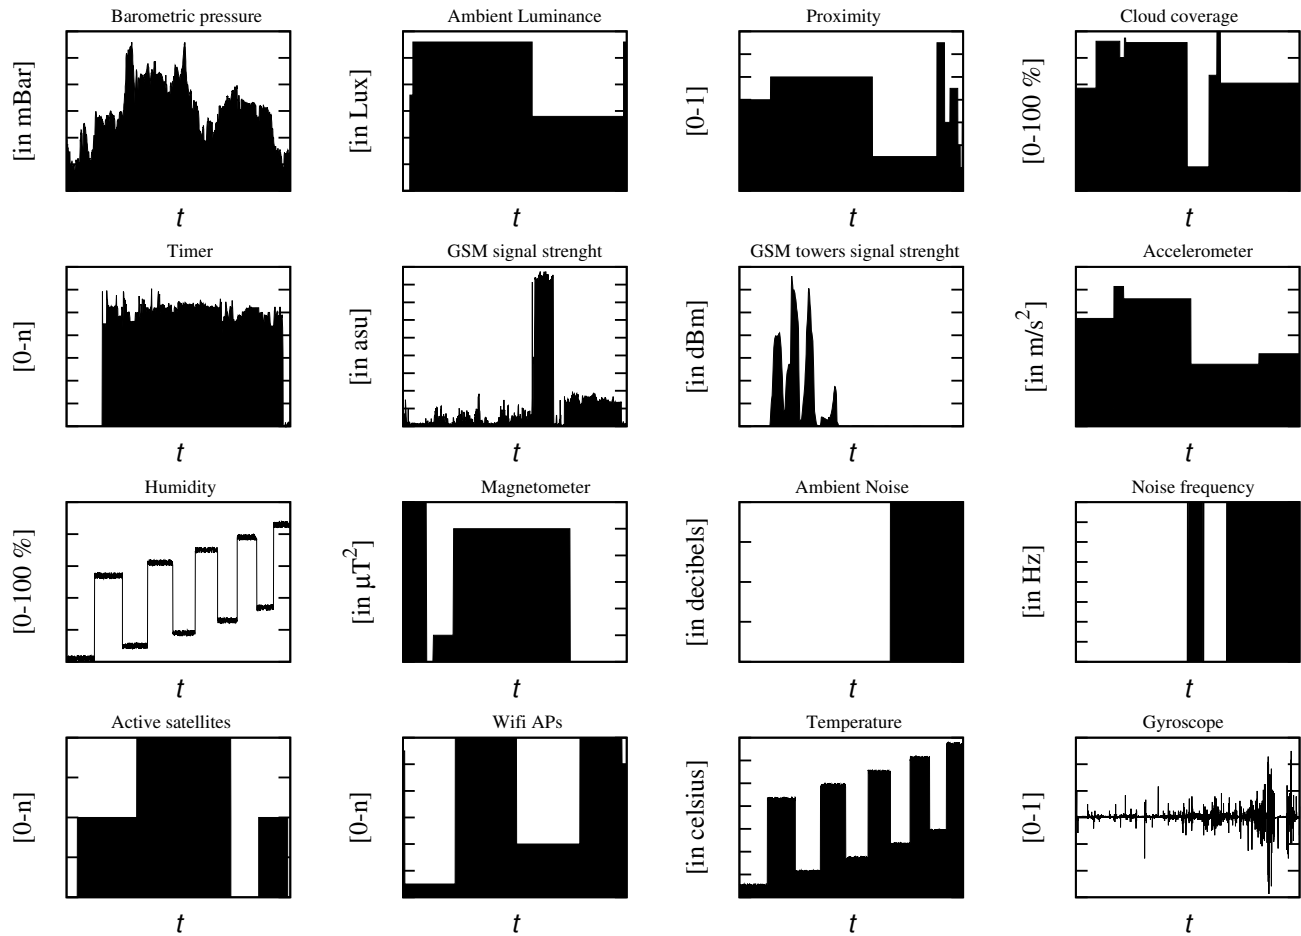 Barometric pressure
Ambient Luminance
Proximity
Cloud coverage
[in mBar]
[in Lux]
[0-1]
[0-100 %]
t
t
t
t
Timer
GSM signal strenght
GSM towers signal strenght
Accelerometer
[0-n]
[in asu]
[in dBm]
[in m/s²]
t
t
t
t
Humidity
Magnetometer
Ambient Noise
Noise frequency
[0-100 %]
[in μT²]
[in decibels]
[in Hz]
t
t
t
t
Active satellites
Wifi APs
Temperature
Gyroscope
[0-n]
[0-n]
[in celsius]
[0-1]
t
t
t
t